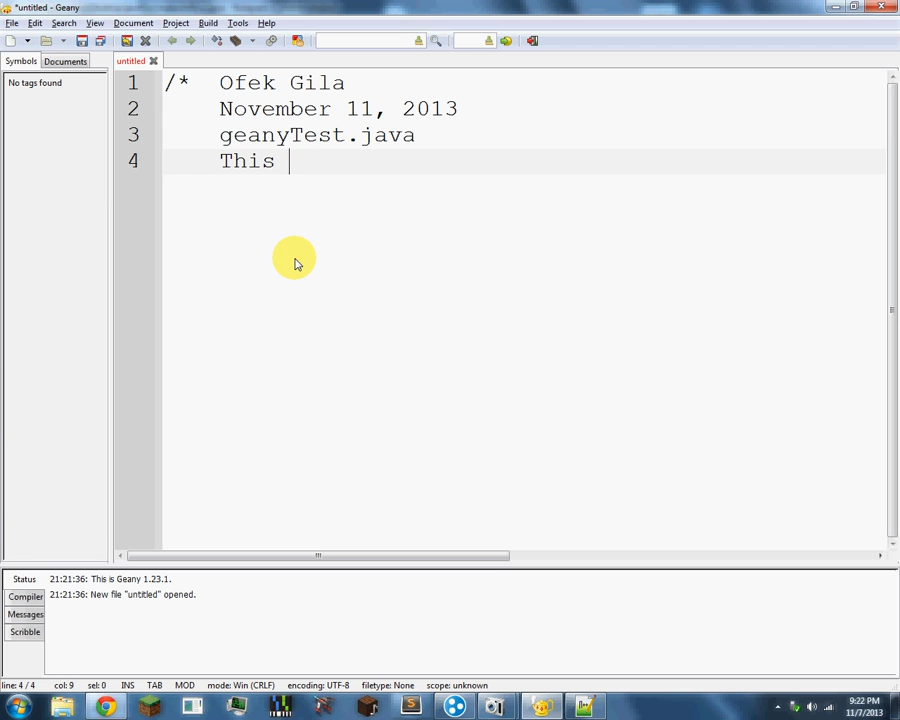 *untitled - Geany
File Edit Search View Document Project Build Tools Help
Symbols Documents untitled
No tags found
1 /* Ofek Gila
2 November 11, 2013
3 geanyTest.java
4 This
Status 21:21:36: This is Geany 1.23.1.
Compiler 21:21:36: New file "untitled" opened.
Messages
Scribble
line: 4 / 4 col: 9 sel: 0 INS TAB MOD mode: Win (CRLF) encoding: UTF-8 filetype: None scope: unknown
9:22 PM
11/7/2013